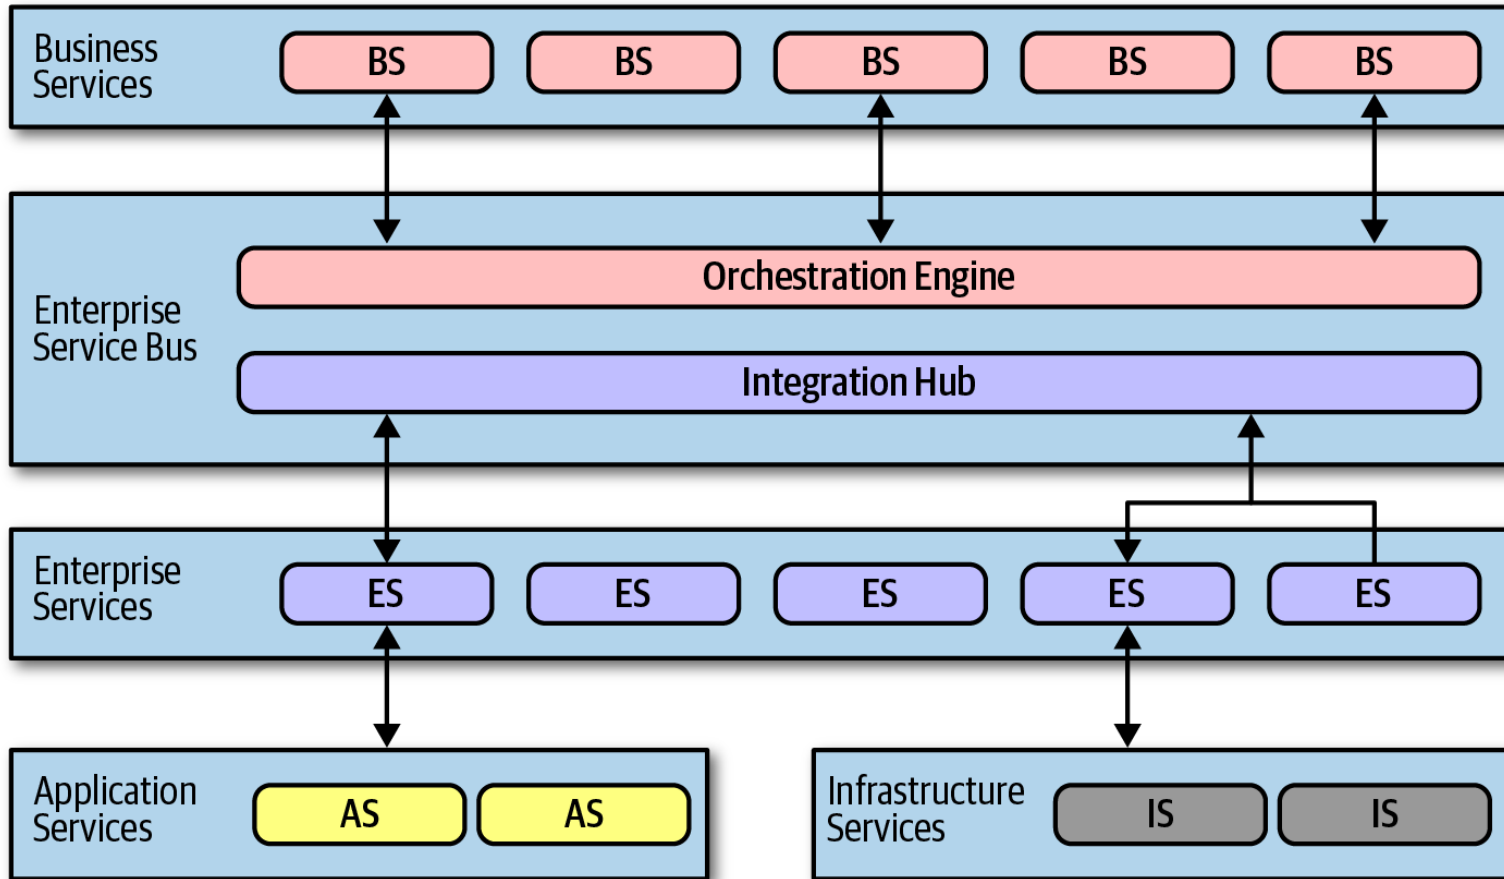 Business
Services
BS BS BS BS BS
Enterprise
Service Bus
Orchestration Engine
Integration Hub
Enterprise
Services
ES ES ES ES ES
Application
Services
AS AS
Infrastructure
Services
IS IS